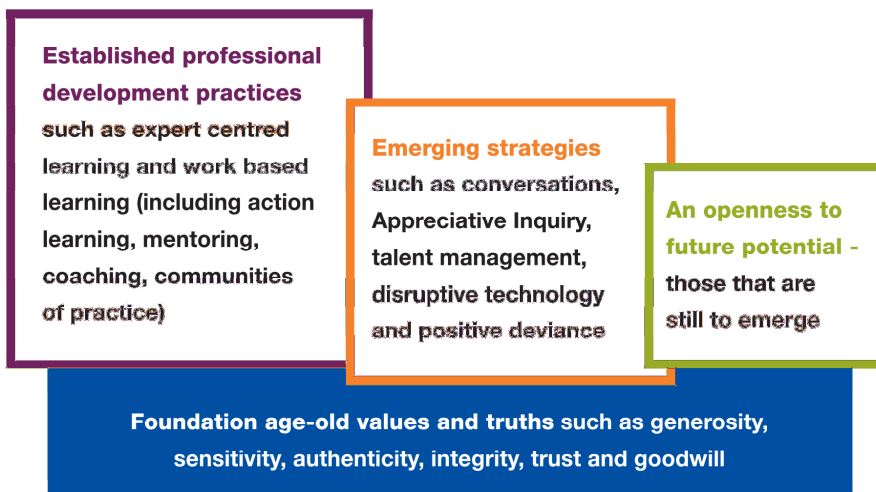 Established professional
development practices
such as expert centred
learning and work based
learning (including action
learning, mentoring,
coaching, communities
of practice)
Emerging strategies
such as conversations,
Appreciative Inquiry,
talent management,
disruptive technology
and positive deviance
An openness to
future potential -
those that are
still to emerge
Foundation age-old values and truths such as generosity,
sensitivity, authenticity, integrity, trust and goodwill